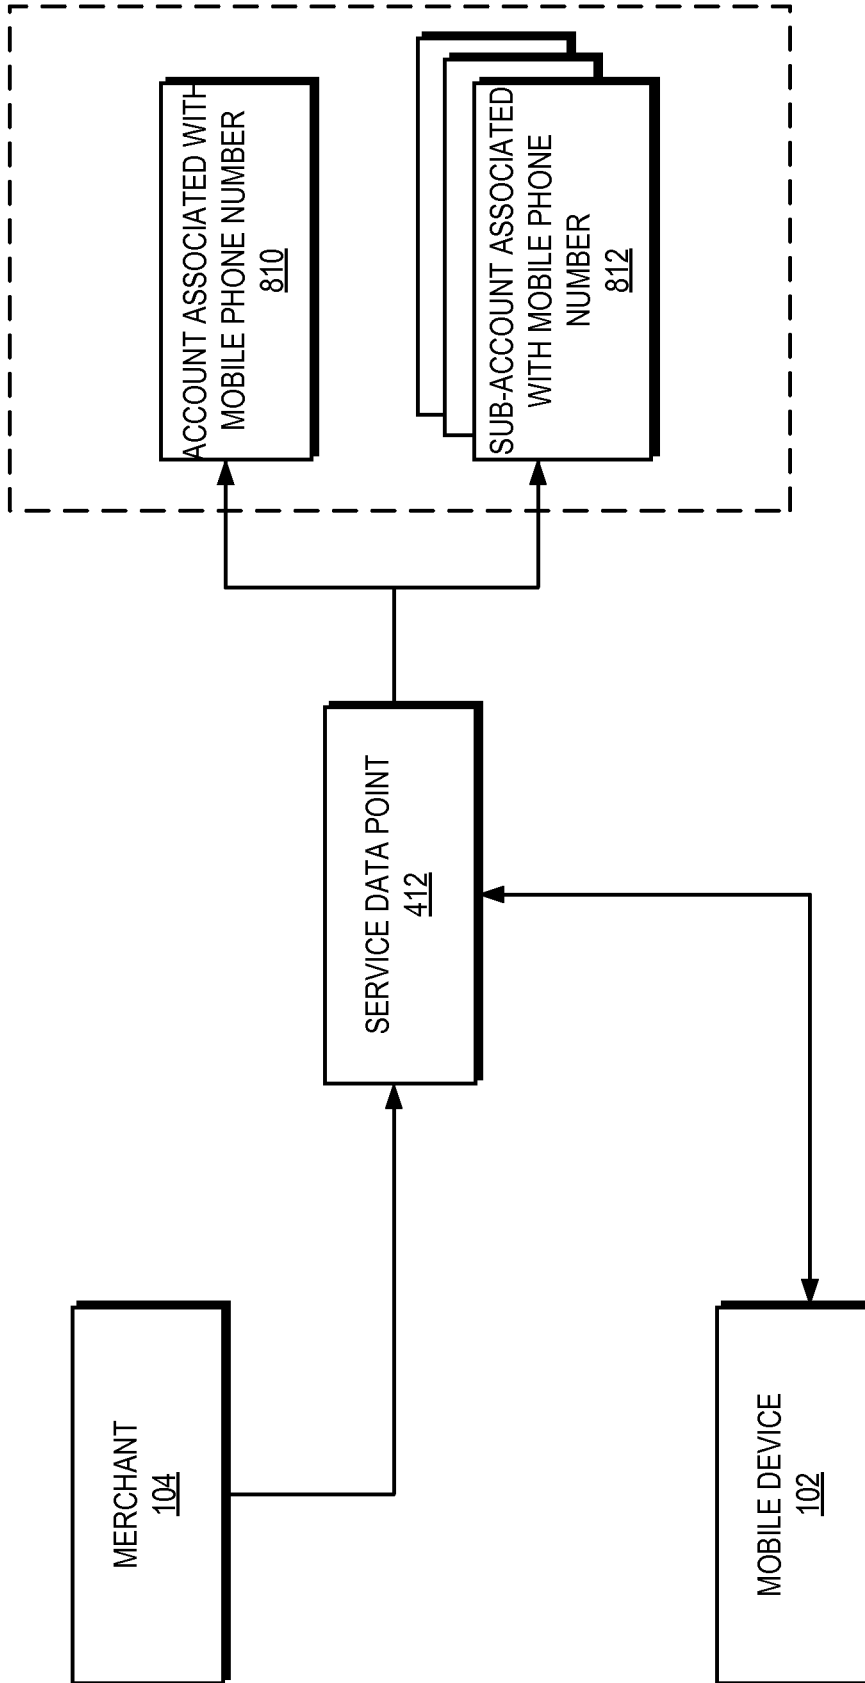 MERCHANT
104
MOBILE DEVICE
102
SERVICE DATA POINT
412
ACCOUNT ASSOCIATED WITH
MOBILE PHONE NUMBER
810
SUB-ACCOUNT ASSOCIATED
WITH MOBILE PHONE
NUMBER
812